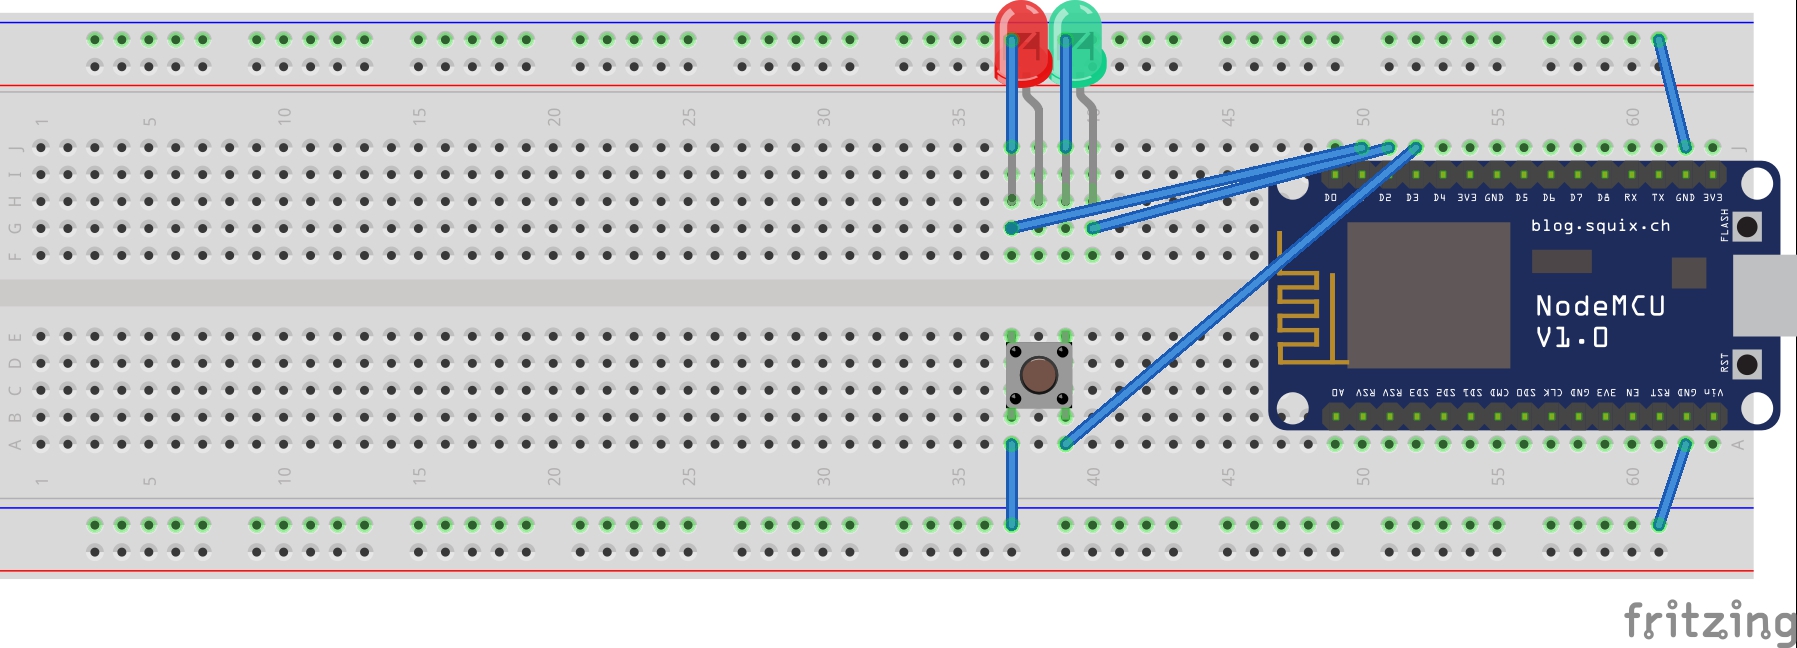 1 5 10 15 20 25 30 35 40 45 50 55 60
J J
I
H
G
F
D0 D2 D3 D4 3V3 GND D5 D6 D7 D8 RX TX GND 3V3
FLASH
blog.squix.ch
NodeMCU
V1.0
RST
E
D
C
B
A A
A0 RSV RSV SD3 SD2 SD1 CMD SD0 CLK GND 3V3 EN RST GND Vin
1 5 10 15 20 25 30 35 40 45 50 55 60
fritzing